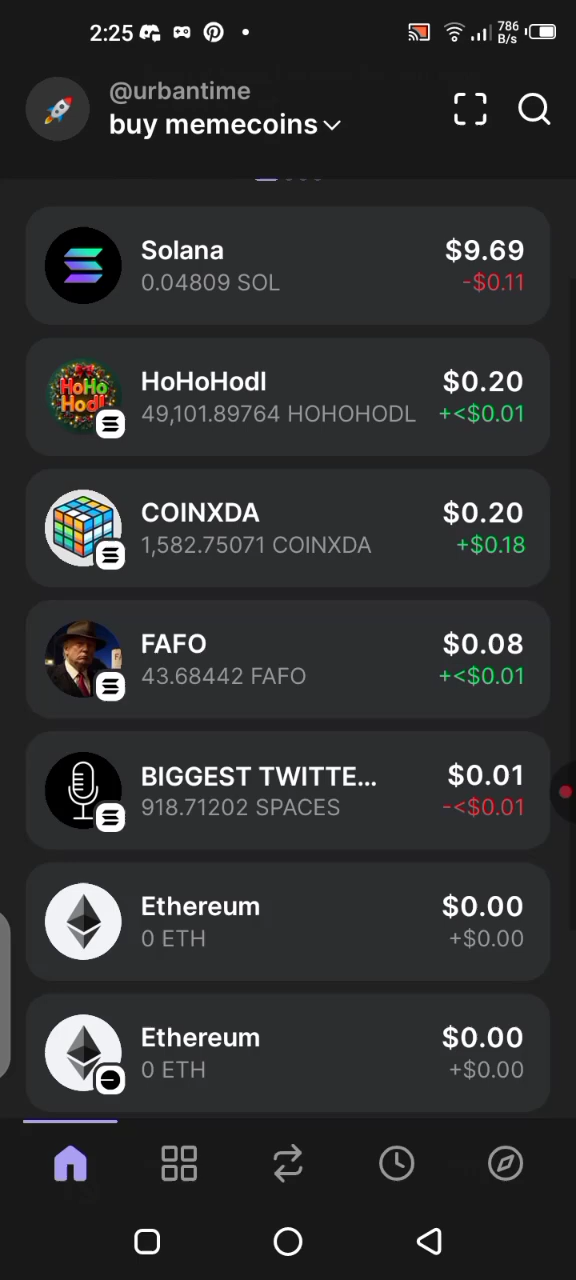 2:25
786 B/s
@urbantime
buy memecoins
Solana $9.69
0.04809 SOL -$0.11
HoHo Hodl
HoHoHodl $0.20
49,101.89764 HOHOHODL +<$0.01
COINXDA $0.20
1,582.75071 COINXDA +$0.18
FAFO $0.08
43.68442 FAFO +<$0.01
BIGGEST TWITTE... $0.01
918.71202 SPACES -<$0.01
Ethereum $0.00
0 ETH +$0.00
Ethereum $0.00
0 ETH +$0.00